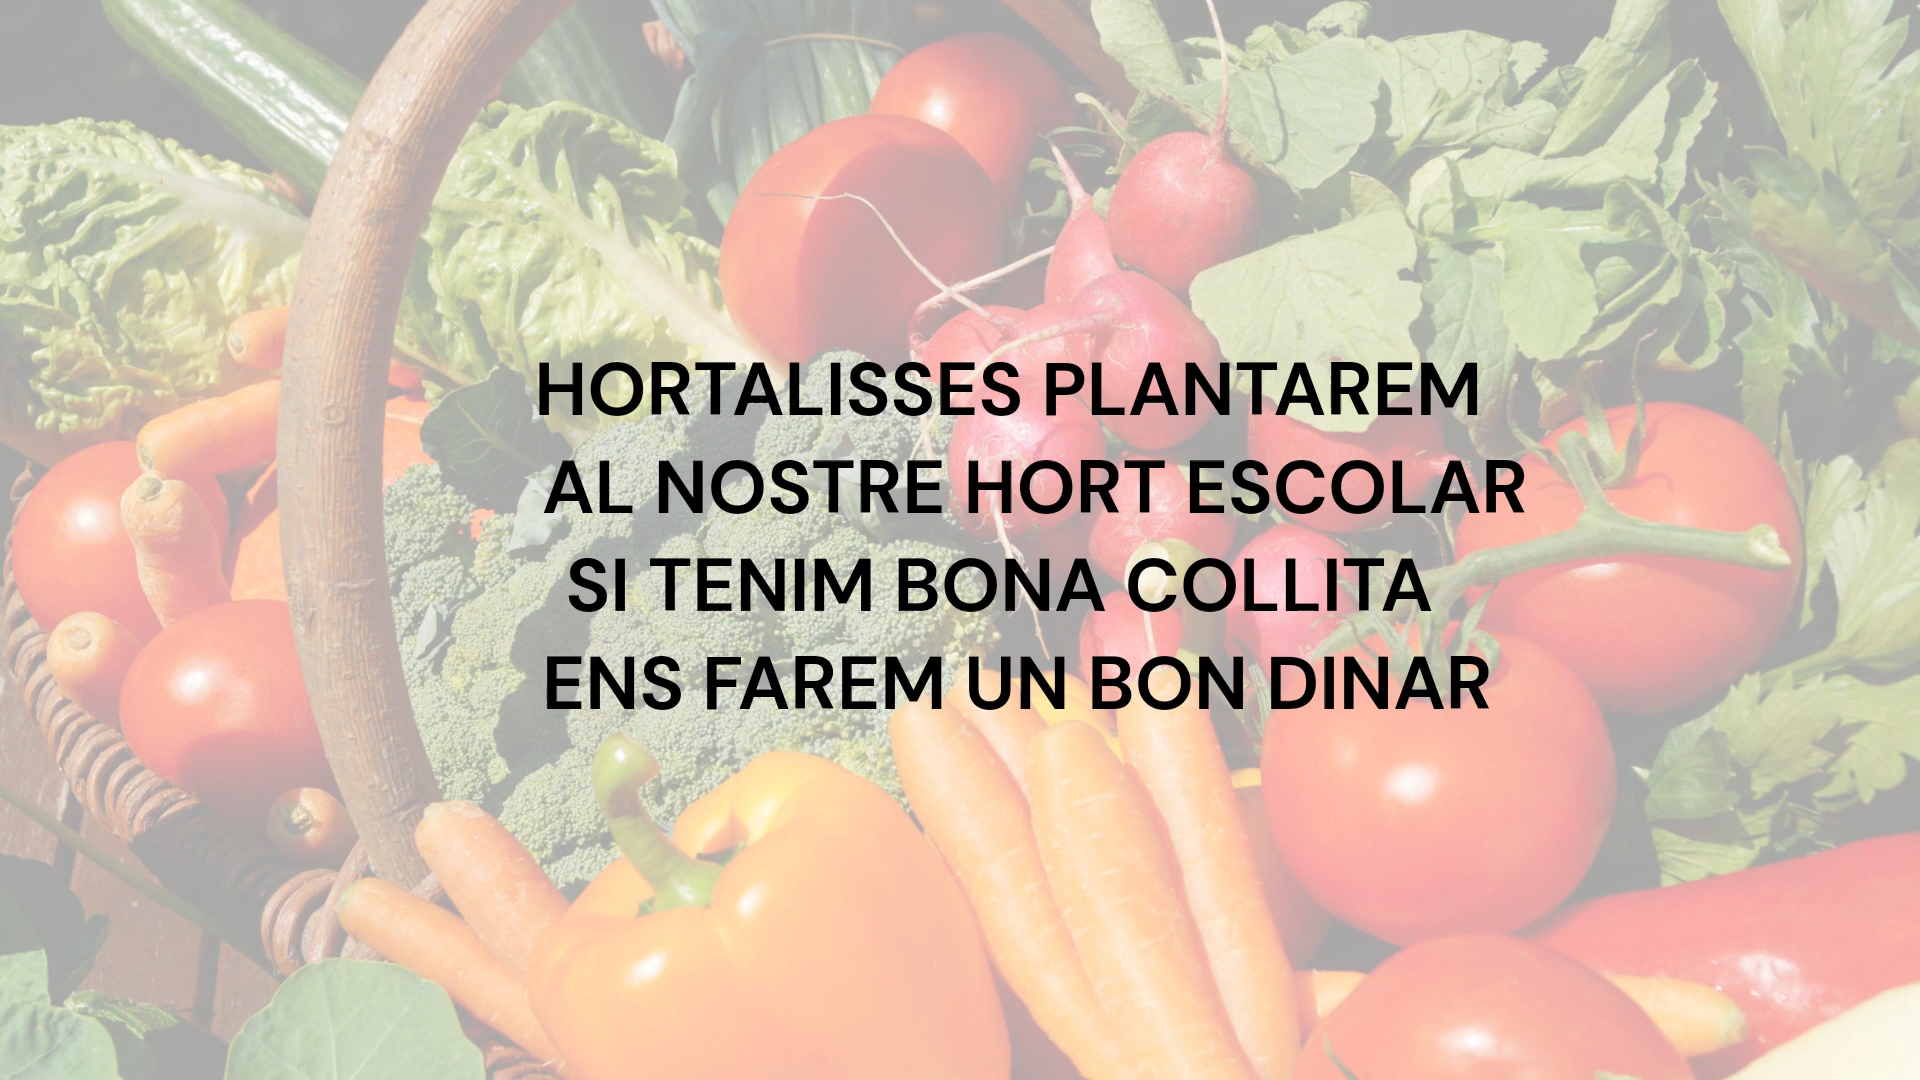 HORTALISSES PLANTAREM
AL NOSTRE HORT ESCOLAR
SI TENIM BONA COLLITA
ENS FAREM UN BON DINAR